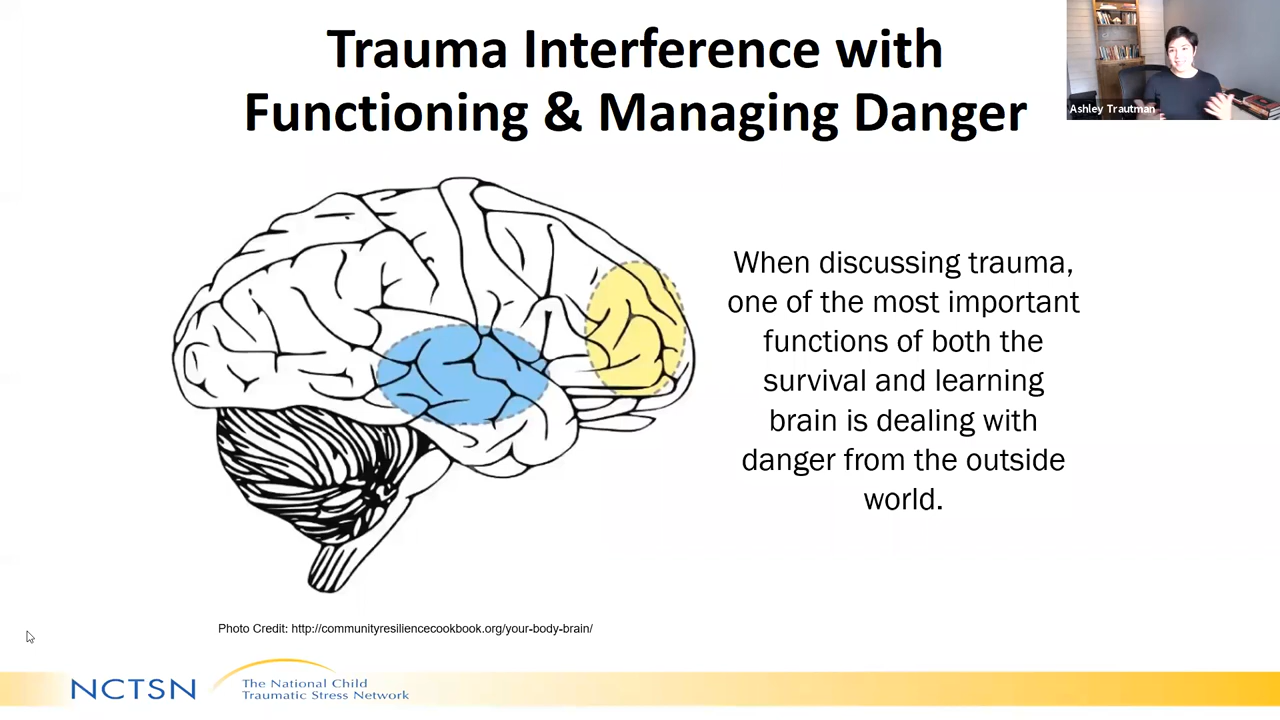 Trauma Interference with
Functioning & Managing Danger
Ashley Trautman
When discussing trauma,
one of the most important
functions of both the
survival and learning
brain is dealing with
danger from the outside
world.
Photo Credit: http://communityresiliencecookbook.org/your-body-brain/
NCTSN
The National Child
Traumatic Stress Network